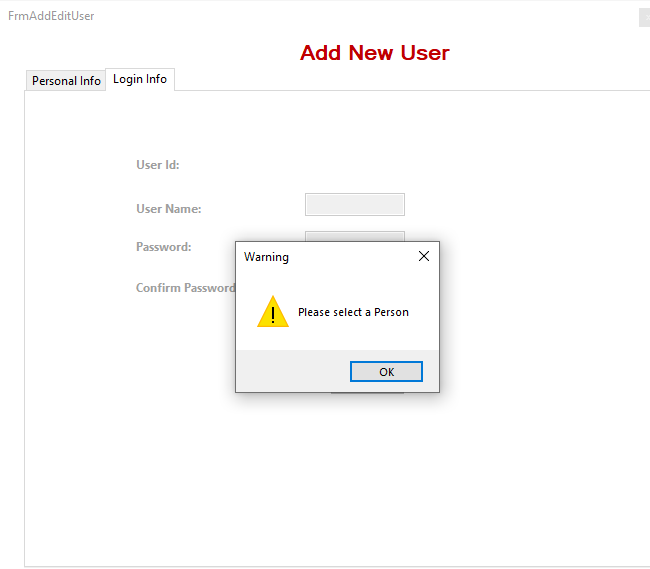 FrmAddEditUser
Add New User
Personal Info
Login Info
User Id:
User Name:
Password:
Confirm Password
Warning
Please select a Person
OK